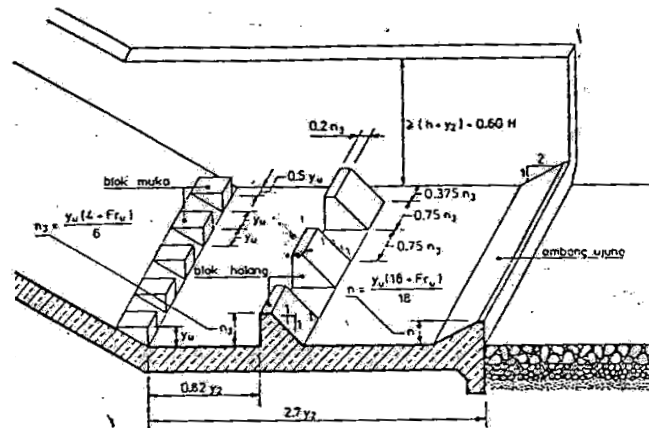 0.2 n₃
≥ (h + y₂) + 0.60 H
2
1
blok muka
0.5 yᵤ
yᵤ
yᵤ
0.375 n₃
0.75 n₃
0.75 n₃
n₃ = yᵤ(4 + Frᵤ)
6
blok halang
n = yᵤ(18 + Frᵤ)
18
ambang ujung
n₃
yᵤ
1
1
n
0.82 y₂
2.7 y₂